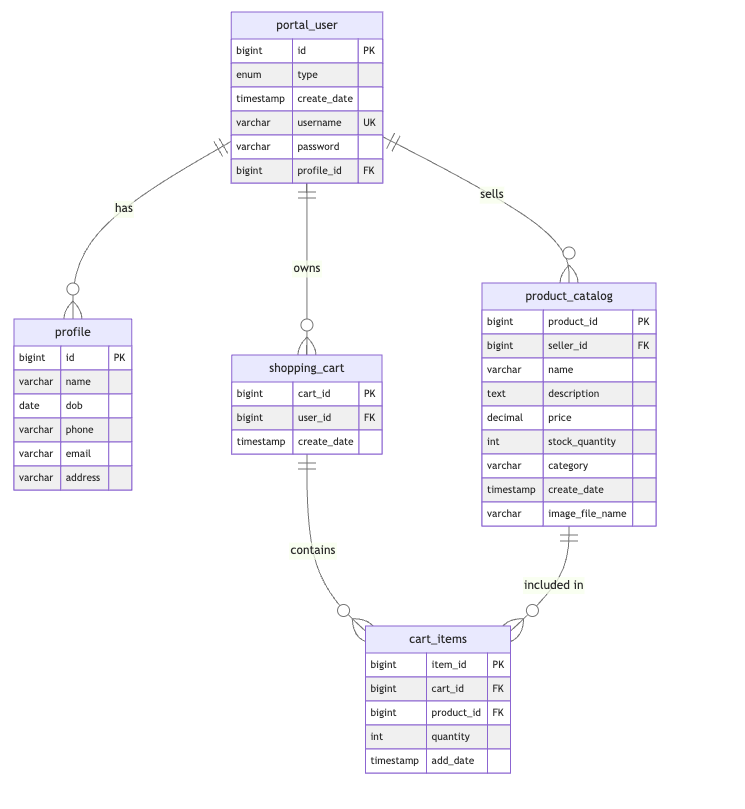 portal_user
bigint id PK
enum type
timestamp create_date
varchar username UK
varchar password
bigint profile_id FK
has
owns
sells
profile
bigint id PK
varchar name
date dob
varchar phone
varchar email
varchar address
shopping_cart
bigint cart_id PK
bigint user_id FK
timestamp create_date
product_catalog
bigint product_id PK
bigint seller_id FK
varchar name
text description
decimal price
int stock_quantity
varchar category
timestamp create_date
varchar image_file_name
contains
included in
cart_items
bigint item_id PK
bigint cart_id FK
bigint product_id FK
int quantity
timestamp add_date